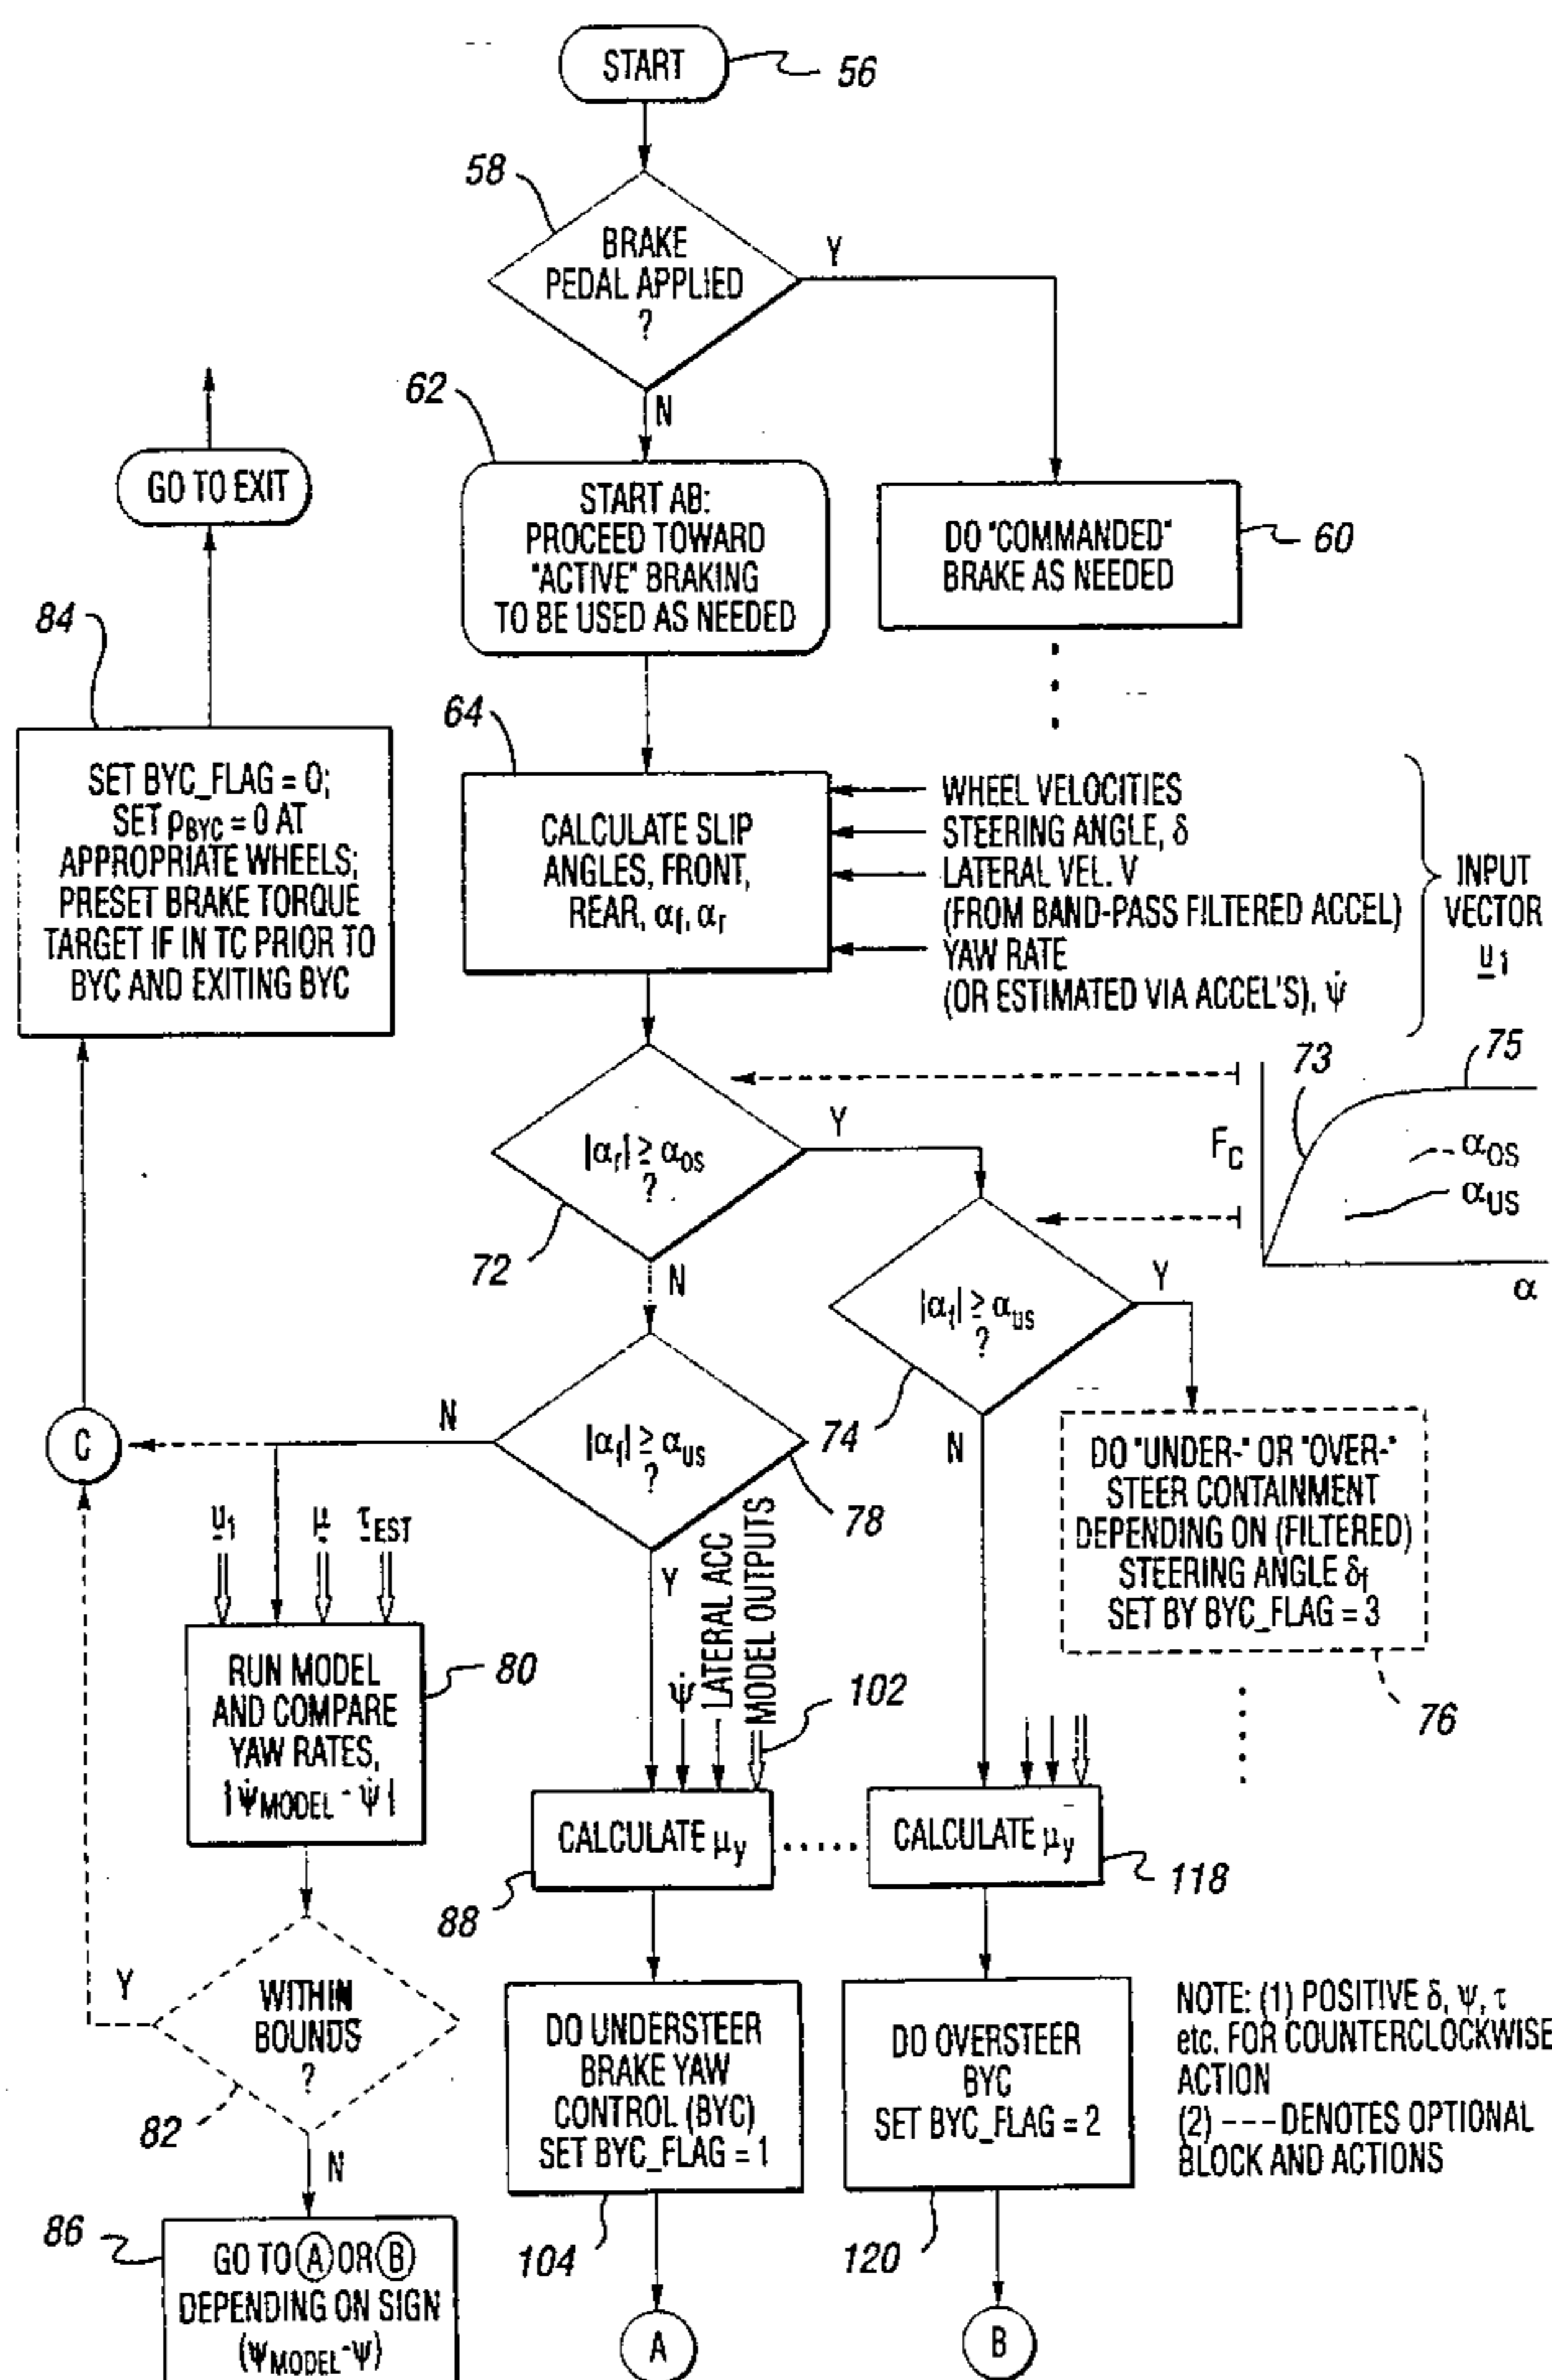 START
56
58
BRAKE
PEDAL APPLIED
?
Y
N
62
START AB:
PROCEED TOWARD
"ACTIVE" BRAKING
TO BE USED AS NEEDED
DO "COMMANDED"
BRAKE AS NEEDED
60
GO TO EXIT
84
SET BYC_FLAG = 0;
SET ρBYC = 0 AT
APPROPRIATE WHEELS;
PRESET BRAKE TORQUE
TARGET IF IN TC PRIOR TO
BYC AND EXITING BYC
64
CALCULATE SLIP
ANGLES, FRONT,
REAR, αf, αr
WHEEL VELOCITIES
STEERING ANGLE, δ
LATERAL VEL. V
(FROM BAND-PASS FILTERED ACCEL)
YAW RATE
(OR ESTIMATED VIA ACCEL'S), ψ̇
INPUT
VECTOR
u1
|αr| ≥ αos
?
72
Y
N
73
75
FC
αOS
αUS
α
|αf| ≥ αus
?
74
Y
N
|αf| ≥ αus
?
78
N
Y
C
DO "UNDER-" OR "OVER-"
STEER CONTAINMENT
DEPENDING ON (FILTERED)
STEERING ANGLE δf
SET BY BYC_FLAG = 3
76
u1
μ
τEST
RUN MODEL
AND COMPARE
YAW RATES,
|ψ̇MODEL - ψ̇|
80
ψ̇
LATERAL ACC
MODEL OUTPUTS
102
CALCULATE μy
88
CALCULATE μy
118
WITHIN
BOUNDS
?
82
Y
N
DO UNDERSTEER
BRAKE YAW
CONTROL (BYC)
SET BYC_FLAG = 1
104
DO OVERSTEER
BYC
SET BYC_FLAG = 2
120
NOTE: (1) POSITIVE δ, ψ, τ
etc. FOR COUNTERCLOCKWISE
ACTION
(2) ---DENOTES OPTIONAL
BLOCK AND ACTIONS
86
GO TO A OR B
DEPENDING ON SIGN
(ψMODEL-ψ)
A
B